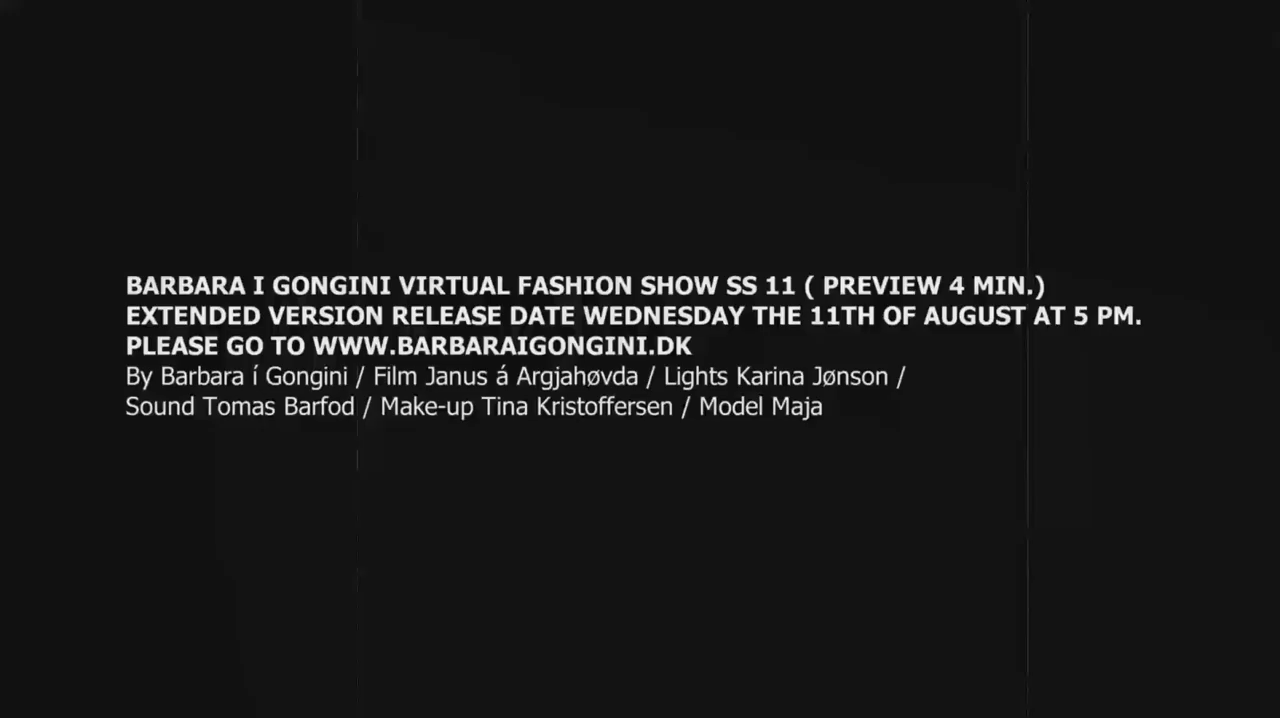 BARBARA I GONGINI VIRTUAL FASHION SHOW SS 11 ( PREVIEW 4 MIN.)
EXTENDED VERSION RELEASE DATE WEDNESDAY THE 11TH OF AUGUST AT 5 PM.
PLEASE GO TO WWW.BARBARAIGONGINI.DK
By Barbara í Gongini / Film Janus á Argjahøvda / Lights Karina Jønson /
Sound Tomas Barfod / Make-up Tina Kristoffersen / Model Maja